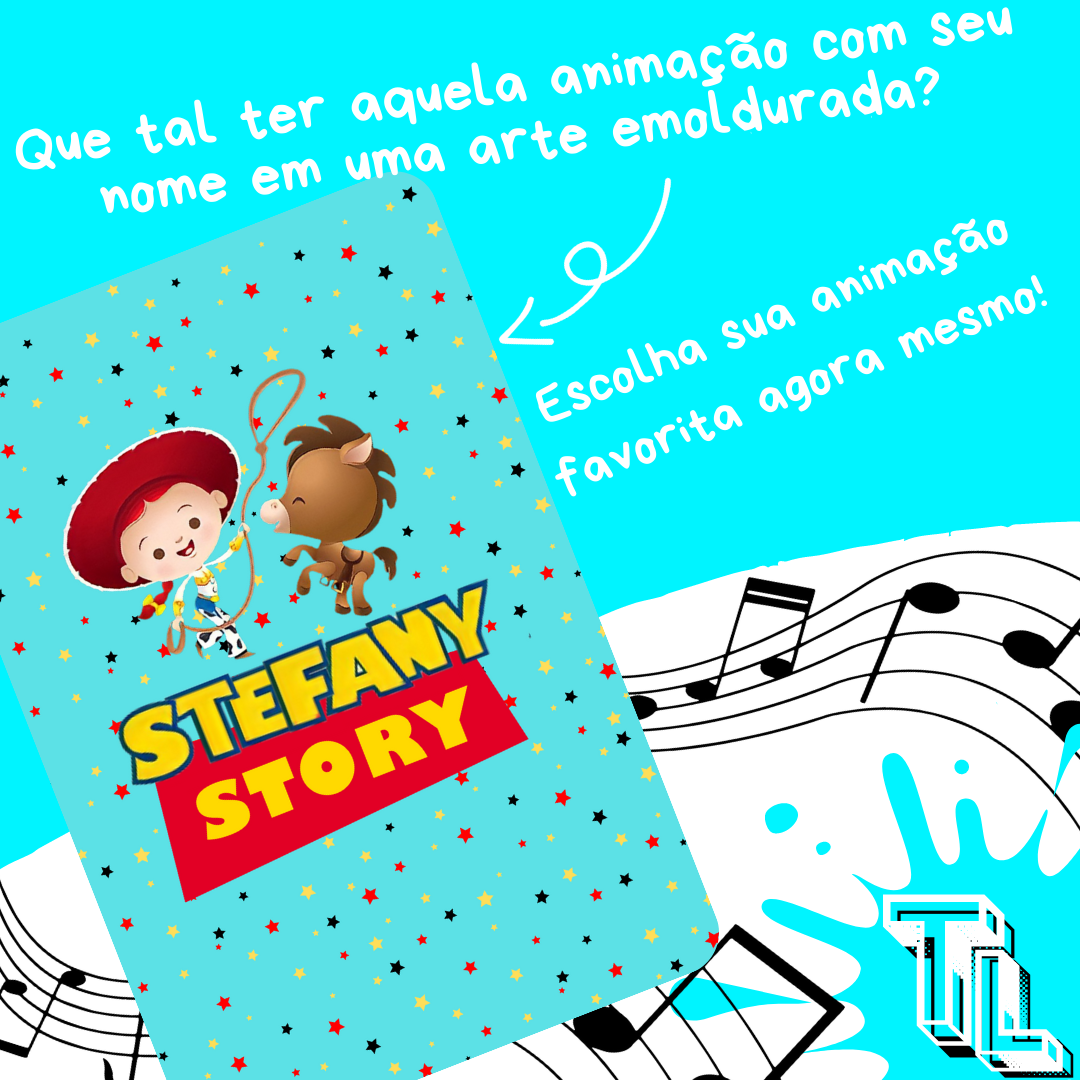 Que tal ter aquela animação com seu
nome em uma arte emoldurada?
Escolha sua animação
favorita agora mesmo!
STEFANY
STORY
TL